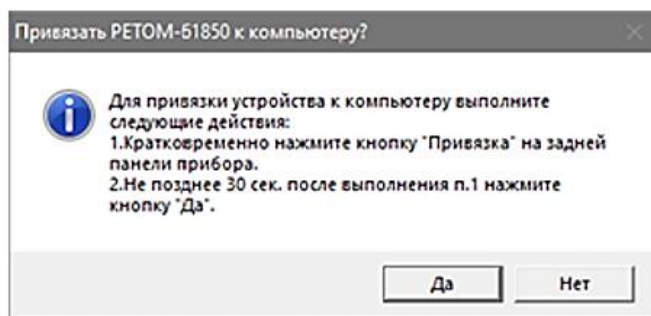 Привязать РЕТОМ-61850 к компьютеру?
Для привязки устройства к компьютеру выполните
следующие действия:
1.Кратковременно нажмите кнопку "Привязка" на задней
панели прибора.
2.Не позднее 30 сек. после выполнения п.1 нажмите
кнопку "Да".
Да
Нет